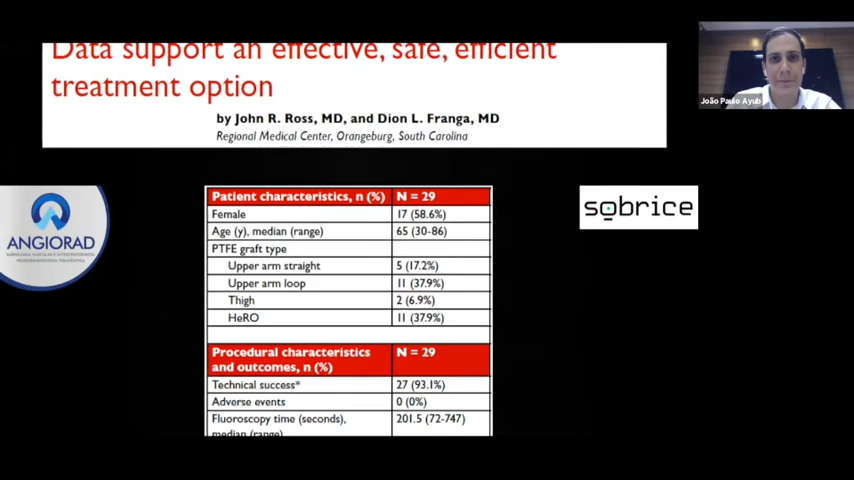 Data support an effective, safe, efficient
treatment option
by John R. Ross, MD, and Dion L. Franga, MD
Regional Medical Center, Orangeburg, South Carolina
João Paulo Ayub
Patient characteristics, n (%) N = 29
Female 17 (58.6%)
Age (y), median (range) 65 (30-86)
PTFE graft type
Upper arm straight 5 (17.2%)
Upper arm loop 11 (37.9%)
Thigh 2 (6.9%)
HeRO 11 (37.9%)
Procedural characteristics N = 29
and outcomes, n (%)
Technical success* 27 (93.1%)
Adverse events 0 (0%)
Fluoroscopy time (seconds), 201.5 (72-747)
median (range)
ANGIORAD
sobrice